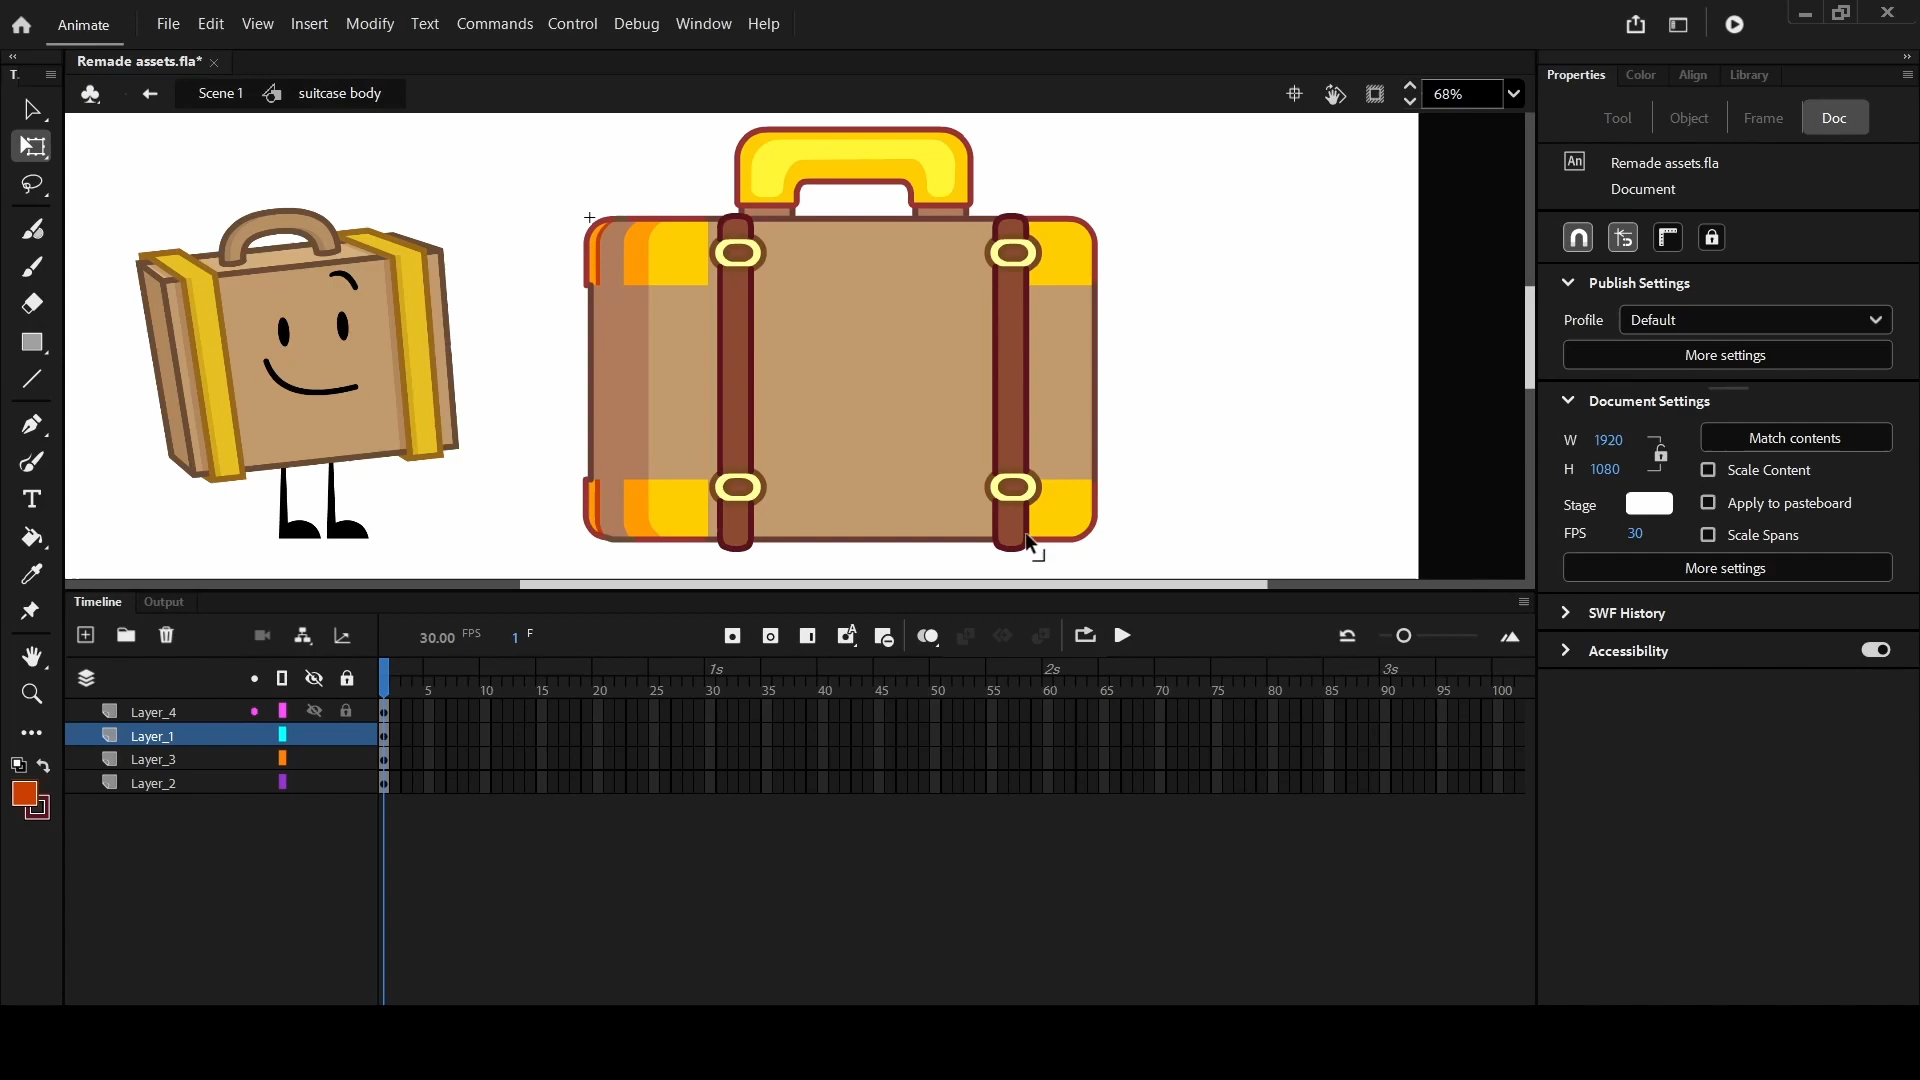 Animate File Edit View Insert Modify Text Commands Control Debug Window Help
Remade assets.fla*
Scene 1 suitcase body 68%
Properties Color Align Library
Tool Object Frame Doc
An Remade assets.fla
Document
Publish Settings
Profile Default
More settings
Document Settings
W 1920 Match contents
H 1080 Scale Content
Stage Apply to pasteboard
FPS 30 Scale Spans
More settings
SWF History
Accessibility
T.
Timeline Output
30.00 FPS 1 F
1s 2s 3s
5 10 15 20 25 30 35 40 45 50 55 60 65 70 75 80 85 90 95 100
Layer_4
Layer_1
Layer_3
Layer_2